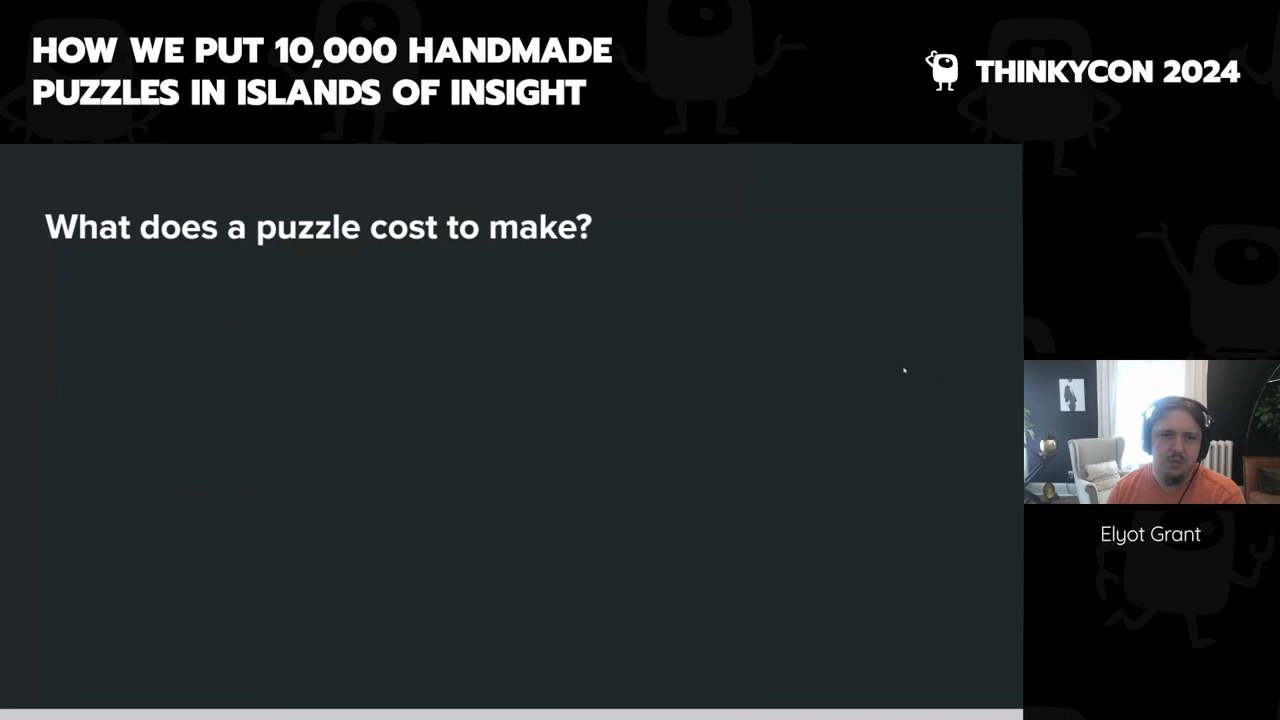 HOW WE PUT 10,000 HANDMADE
PUZZLES IN ISLANDS OF INSIGHT
THINKYCON 2024
What does a puzzle cost to make?
Elyot Grant